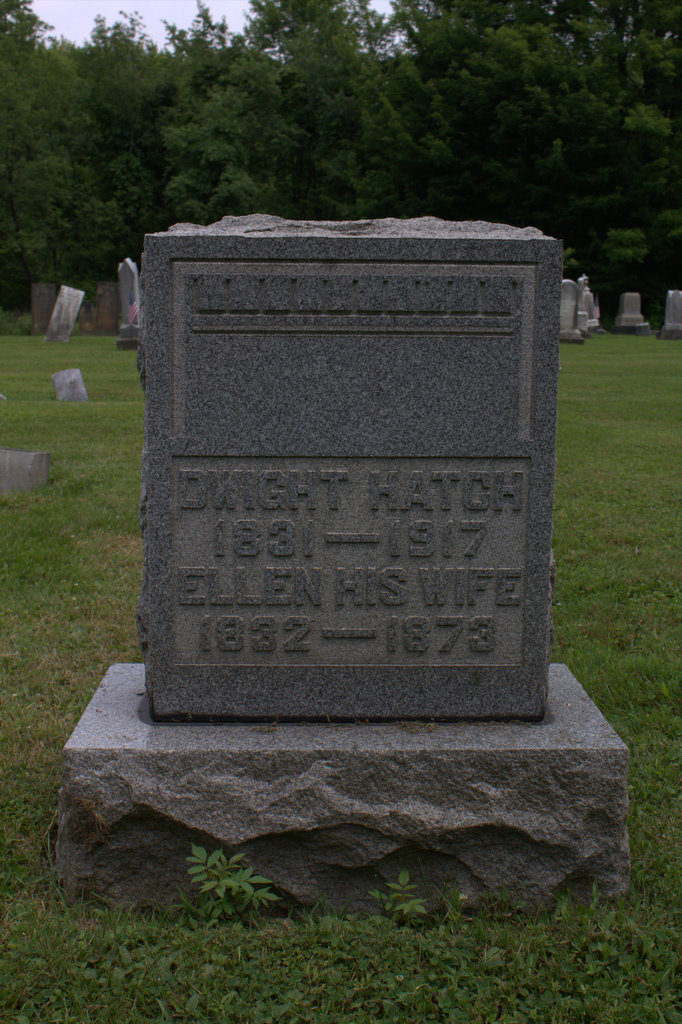 DWIGHT HATCH
1831 — 1917
ELLEN HIS WIFE
1832 — 1873